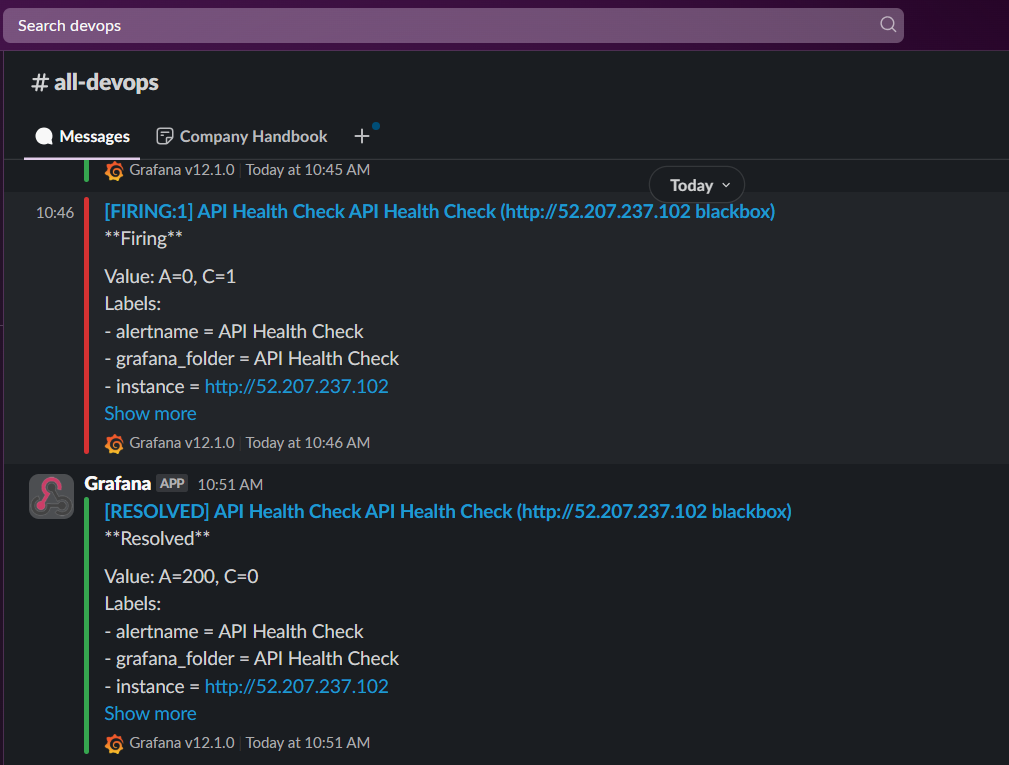 Search devops
# all-devops
Messages Company Handbook +
Grafana v12.1.0 | Today at 10:45 AM
Today
10:46 [FIRING:1] API Health Check API Health Check (http://52.207.237.102 blackbox)
**Firing**
Value: A=0, C=1
Labels:
- alertname = API Health Check
- grafana_folder = API Health Check
- instance = http://52.207.237.102
Show more
Grafana v12.1.0 | Today at 10:46 AM
Grafana APP 10:51 AM
[RESOLVED] API Health Check API Health Check (http://52.207.237.102 blackbox)
**Resolved**
Value: A=200, C=0
Labels:
- alertname = API Health Check
- grafana_folder = API Health Check
- instance = http://52.207.237.102
Show more
Grafana v12.1.0 | Today at 10:51 AM